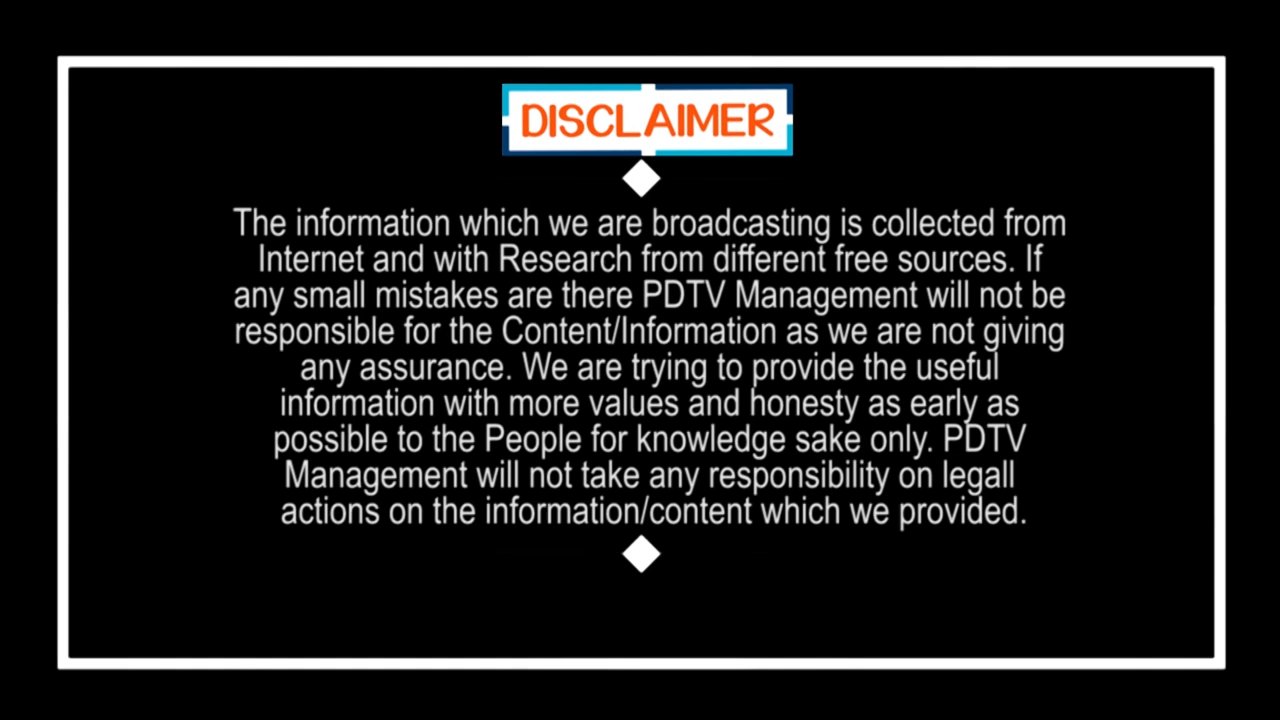 DISCLAIMER
The information which we are broadcasting is collected from
Internet and with Research from different free sources. If
any small mistakes are there PDTV Management will not be
responsible for the Content/Information as we are not giving
any assurance. We are trying to provide the useful
information with more values and honesty as early as
possible to the People for knowledge sake only. PDTV
Management will not take any responsibility on legall
actions on the information/content which we provided.